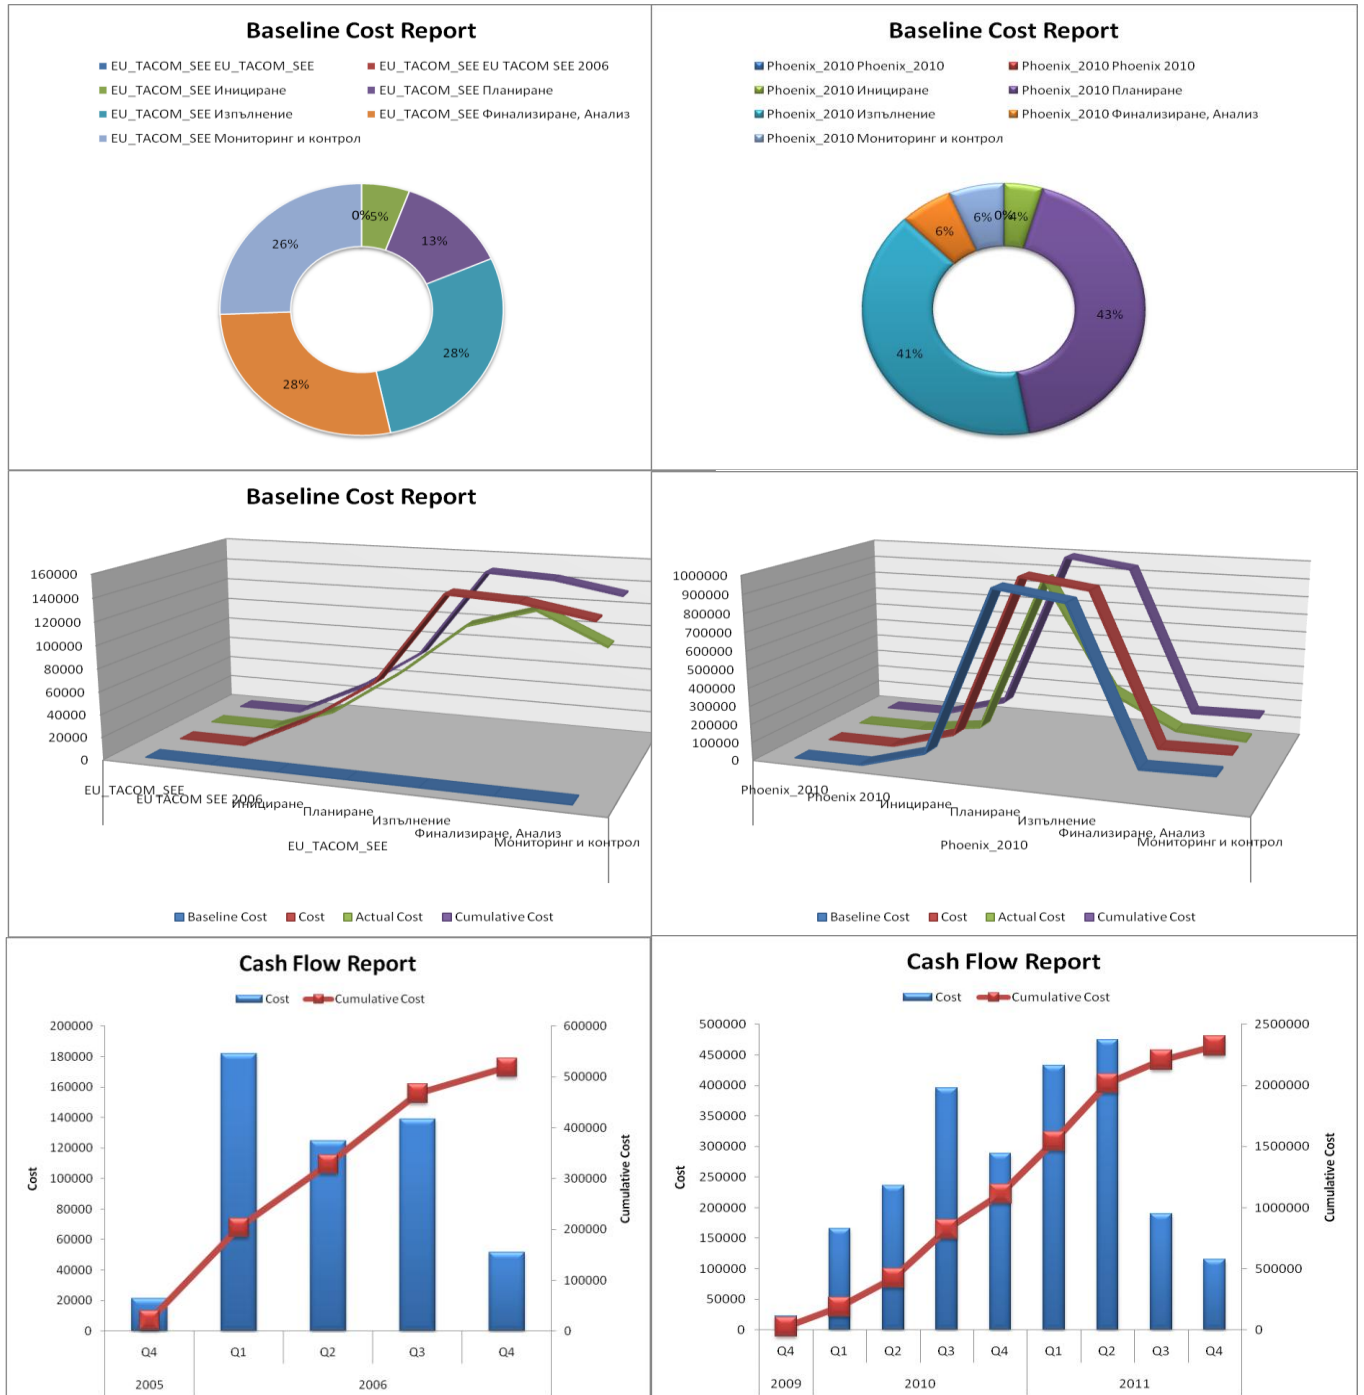 Baseline Cost Report
EU_TACOM_SEE EU_TACOM_SEE
EU_TACOM_SEE EU TACOM SEE 2006
EU_TACOM_SEE Иницииране
EU_TACOM_SEE Планиране
EU_TACOM_SEE Изпълнение
EU_TACOM_SEE Финализиране, Анализ
EU_TACOM_SEE Мониторинг и контрол
0%
5%
13%
26%
28%
28%
Baseline Cost Report
Phoenix_2010 Phoenix_2010
Phoenix_2010 Phoenix 2010
Phoenix_2010 Иницииране
Phoenix_2010 Планиране
Phoenix_2010 Изпълнение
Phoenix_2010 Финализиране, Анализ
Phoenix_2010 Мониторинг и контрол
6%
0%
4%
6%
43%
41%
Baseline Cost Report
160000
140000
120000
100000
80000
60000
40000
20000
0
EU_TACOM_SEE
EU TACOM SEE 2006
Иницииране
Планиране
Изпълнение
Финализиране, Анализ
Мониторинг и контрол
EU_TACOM_SEE
Baseline Cost
Cost
Actual Cost
Cumulative Cost
1000000
900000
800000
700000
600000
500000
400000
300000
200000
100000
0
Phoenix_2010
Phoenix 2010
Иницииране
Планиране
Изпълнение
Финализиране, Анализ
Мониторинг и контрол
Phoenix_2010
Baseline Cost
Cost
Actual Cost
Cumulative Cost
Cash Flow Report
Cost
Cumulative Cost
200000
180000
160000
140000
120000
100000
80000
60000
40000
20000
0
Cost
600000
500000
400000
300000
200000
100000
0
Cumulative Cost
Q4
Q1
Q2
Q3
Q4
2005
2006
Cash Flow Report
Cost
Cumulative Cost
500000
450000
400000
350000
300000
250000
200000
150000
100000
50000
0
Cost
2500000
2000000
1500000
1000000
500000
0
Cumulative Cost
Q4
Q1
Q2
Q3
Q4
Q1
Q2
Q3
Q4
2009
2010
2011